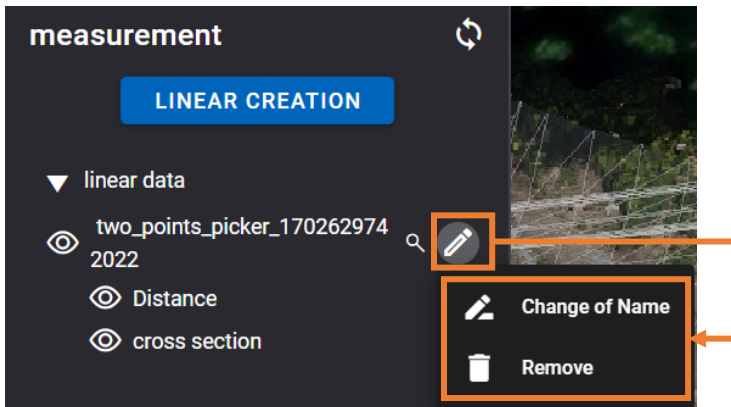 measurement
LINEAR CREATION
linear data
two_points_picker_170262974
2022
Distance
cross section
Change of Name
Remove